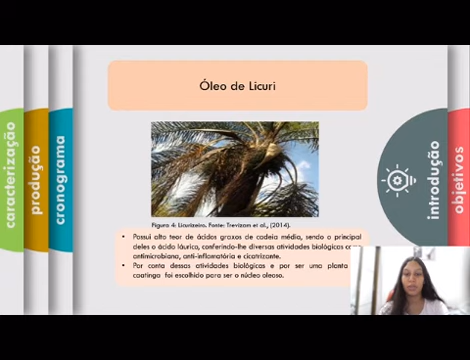 Óleo de Licuri
caracterização
produção
cronograma
introdução
objetivos
Figura 4: Licurizeiro. Fonte: Trevizam et al., (2014).
• Possui alto teor de ácidos graxos de cadeia média, sendo o principal
deles o ácido láurico, conferindo-lhe diversas atividades biológicas como
antimicrobiana, anti-inflamatória e cicatrizante.
• Por conta dessas atividades biológicas e por ser uma planta
caatinga foi escolhido para ser o núcleo oleoso.